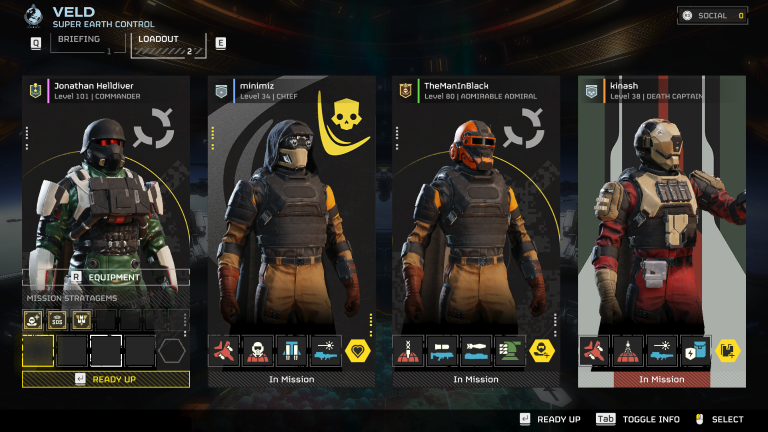 VELD
SUPER EARTH CONTROL
SOCIAL 0
Q BRIEFING 1 LOADOUT 2 E
Jonathan Helldiver
Level 101 | COMMANDER
minimiz
Level 34 | CHIEF
TheManInBlack
Level 80 | ADMIRABLE ADMIRAL
kinash
Level 38 | DEATH CAPTAIN
R EQUIPMENT
MISSION STRATAGEMS
SOS
READY UP
In Mission
In Mission
In Mission
READY UP Tab TOGGLE INFO SELECT